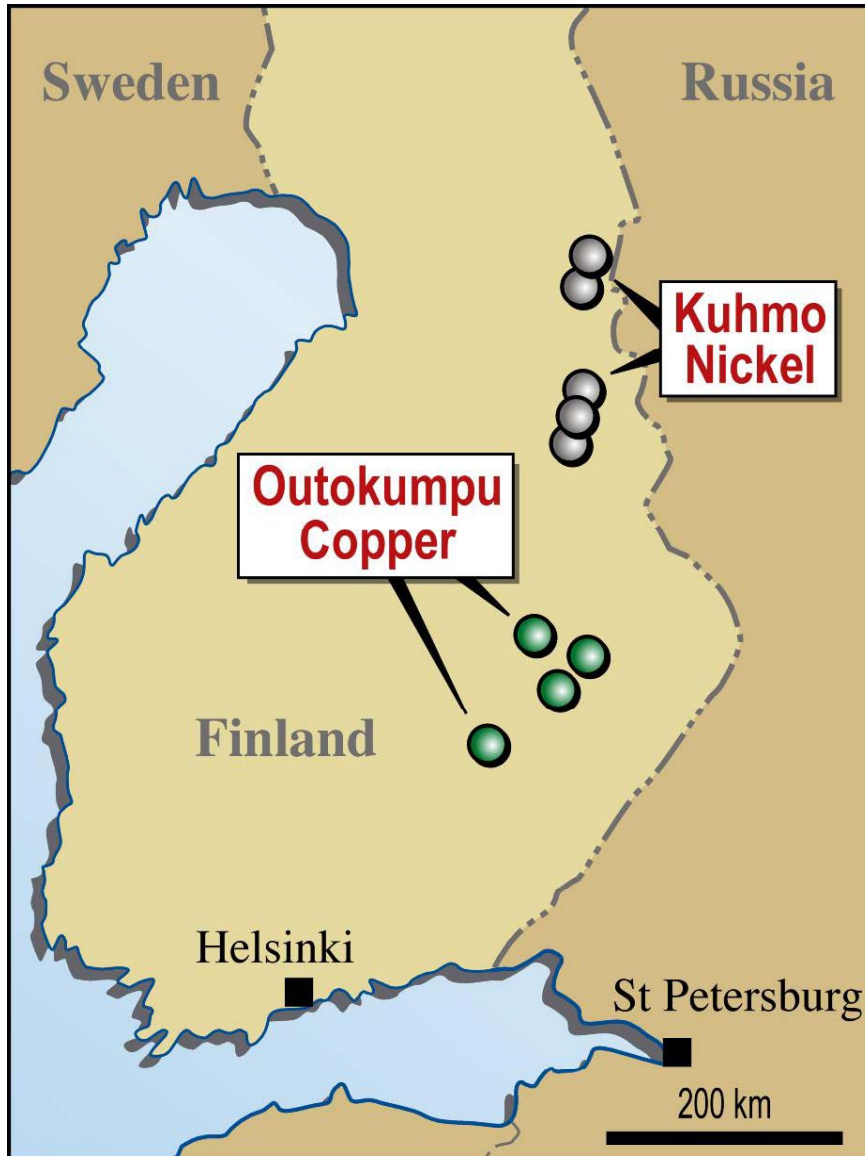 Sweden
Russia
Kuhmo
Nickel
Outokumpu
Copper
Finland
Helsinki
St Petersburg
200 km